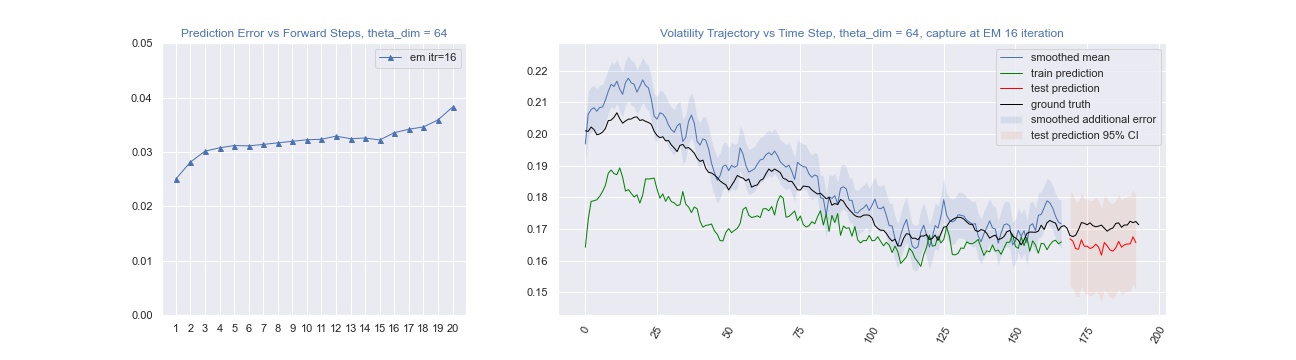 Prediction Error vs Forward Steps, theta_dim = 64
0.05
0.04
0.03
0.02
0.01
0.00
em itr=16
1 2 3 4 5 6 7 8 9 10 11 12 13 14 15 16 17 18 19 20
Volatility Trajectory vs Time Step, theta_dim = 64, capture at EM 16 iteration
0.22
0.21
0.20
0.19
0.18
0.17
0.16
0.15
smoothed mean
train prediction
test prediction
ground truth
smoothed additional error
test prediction 95% CI
0 25 50 75 100 125 150 175 200